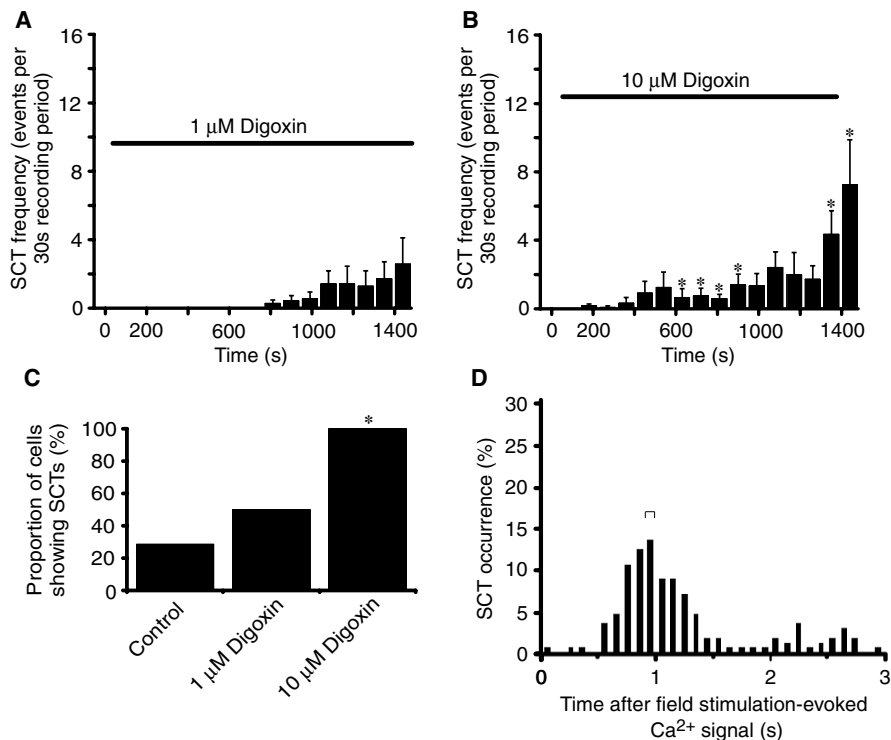 A
SCT frequency (events per
30s recording period)
16
12
8
4
0
1 μM Digoxin
0 200 600 1000 1400
Time (s)
B
SCT frequency (events per
30s recording period)
16
12
8
4
0
10 μM Digoxin
* * * * * *
0 200 600 1000 1400
Time (s)
C
Proportion of cells
showing SCTs (%)
100
80
60
40
20
0
*
Control
1 μM Digoxin
10 μM Digoxin
D
SCT occurrence (%)
30
25
20
15
10
5
0
0 1 2 3
Time after field stimulation-evoked
Ca²⁺ signal (s)